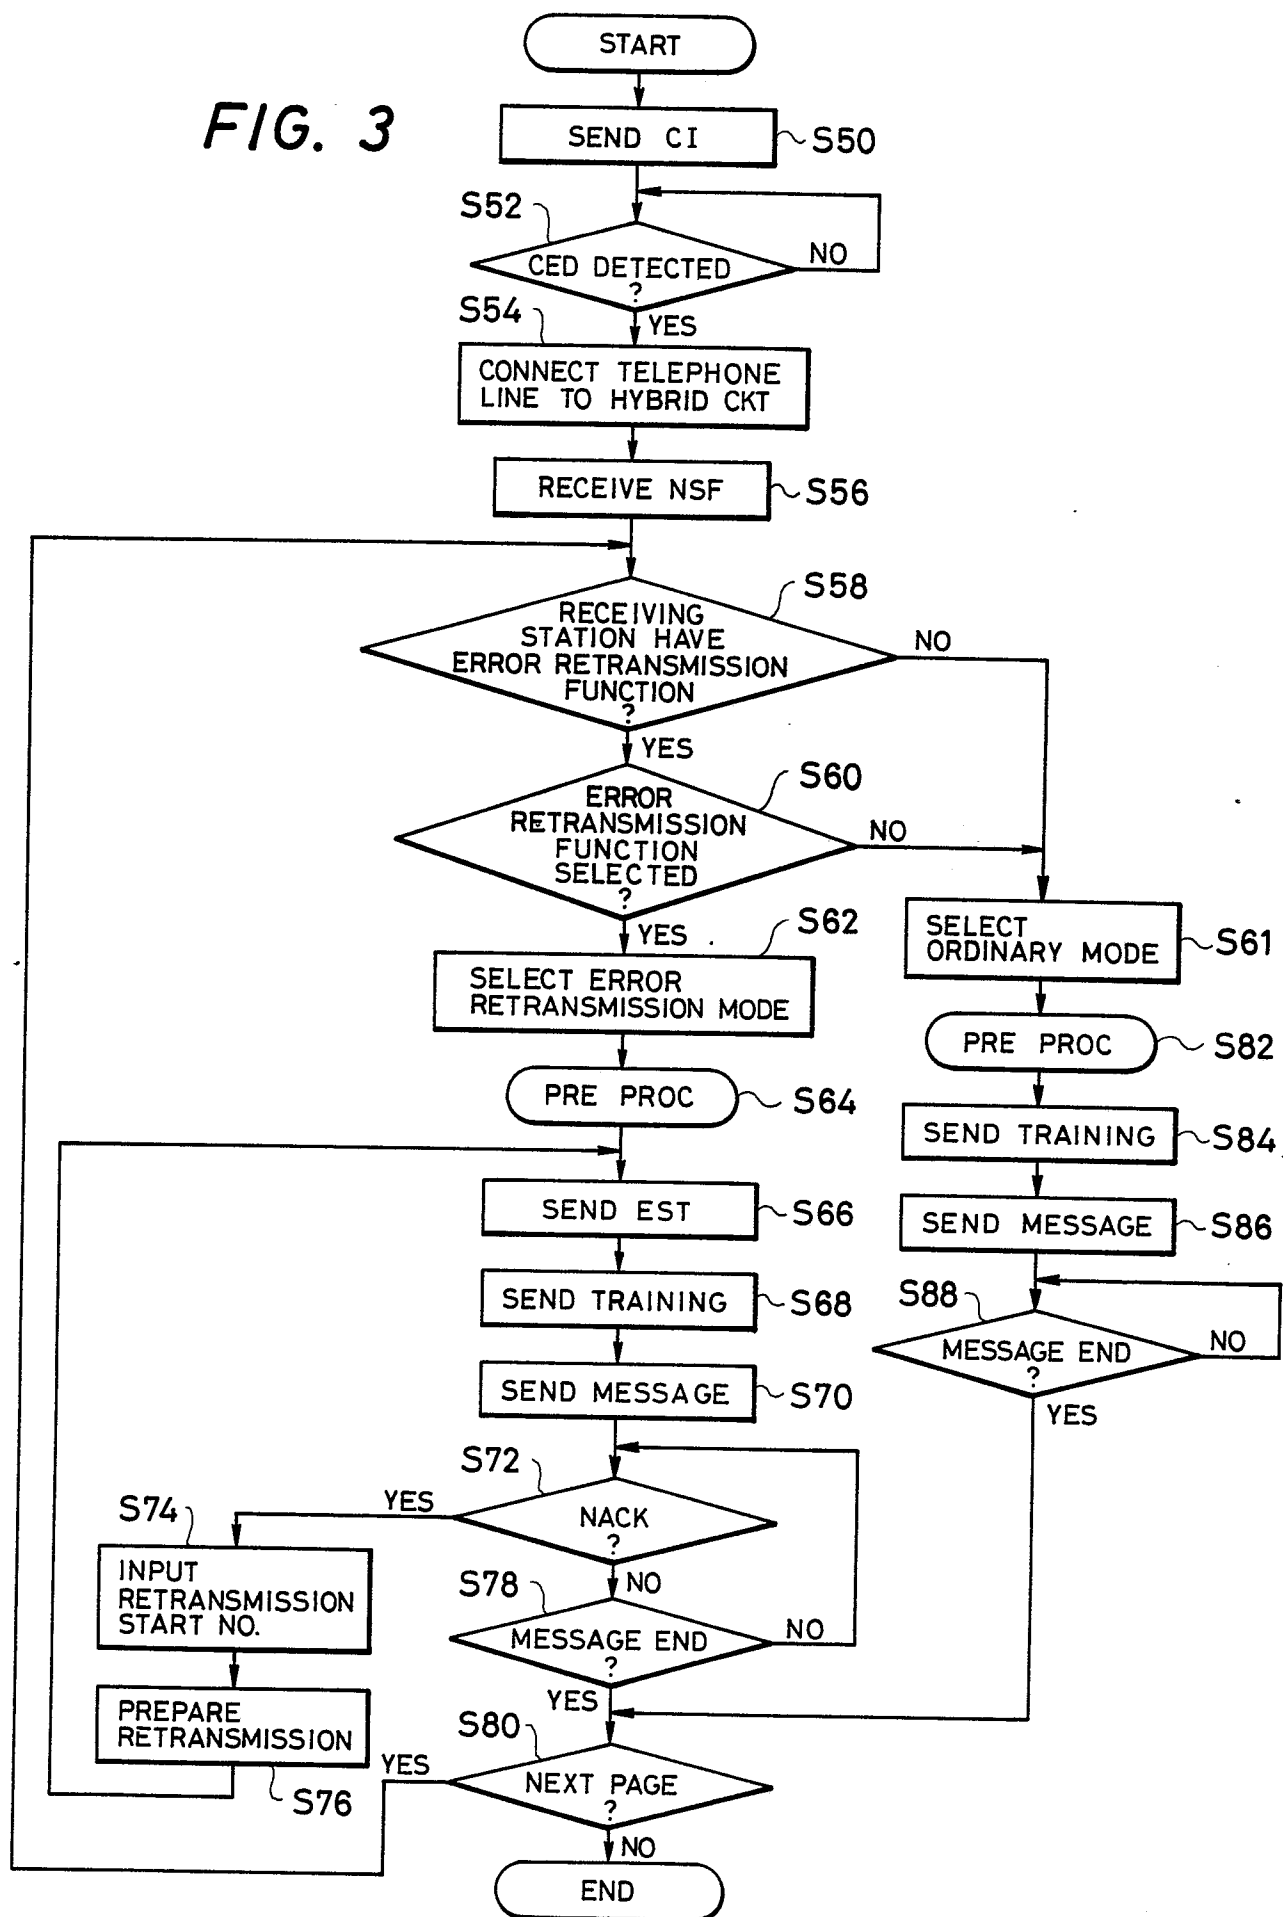 START
FIG. 3
SEND CI
S50
S52
CED DETECTED
?
NO
S54
YES
CONNECT TELEPHONE
LINE TO HYBRID CKT
RECEIVE NSF
S56
S58
RECEIVING
STATION HAVE
ERROR RETRANSMISSION
FUNCTION
?
NO
YES
S60
ERROR
RETRANSMISSION
FUNCTION
SELECTED
?
NO
YES
S62
SELECT ERROR
RETRANSMISSION MODE
SELECT
ORDINARY MODE
S61
PRE PROC
S64
PRE PROC
S82
SEND TRAINING
S84
SEND EST
S66
SEND MESSAGE
S86
SEND TRAINING
S68
S88
MESSAGE END
?
NO
YES
SEND MESSAGE
S70
S72
NACK
?
YES
NO
S74
INPUT
RETRANSMISSION
START NO.
S78
MESSAGE END
?
NO
YES
PREPARE
RETRANSMISSION
S76
S80
NEXT PAGE
?
YES
NO
END